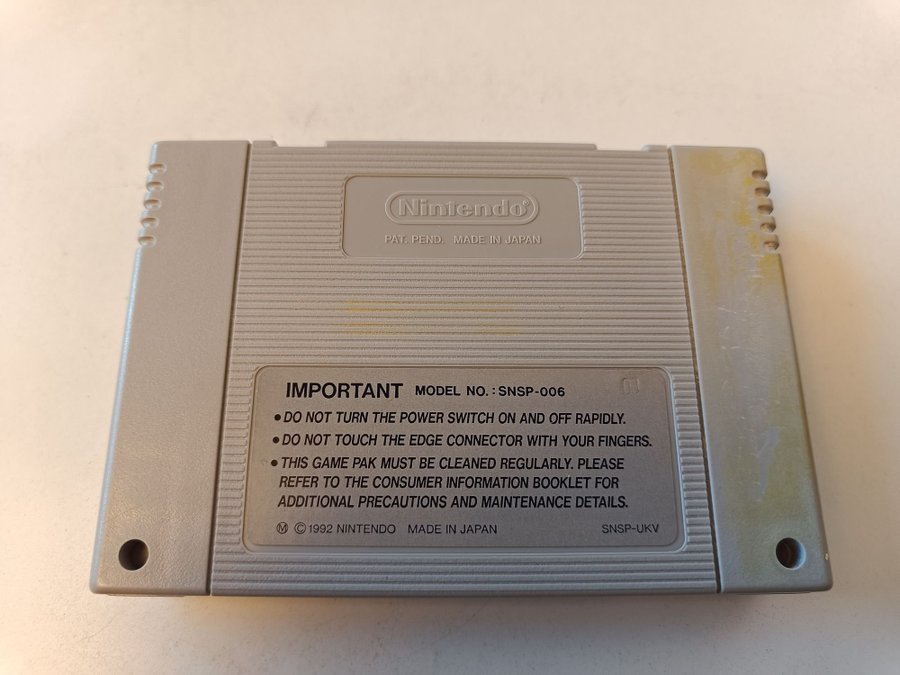 Nintendo®
PAT. PEND. MADE IN JAPAN
IMPORTANT MODEL NO.: SNSP-006
• DO NOT TURN THE POWER SWITCH ON AND OFF RAPIDLY.
• DO NOT TOUCH THE EDGE CONNECTOR WITH YOUR FINGERS.
• THIS GAME PAK MUST BE CLEANED REGULARLY. PLEASE
REFER TO THE CONSUMER INFORMATION BOOKLET FOR
ADDITIONAL PRECAUTIONS AND MAINTENANCE DETAILS.
Ⓜ © 1992 NINTENDO MADE IN JAPAN SNSP-UKV